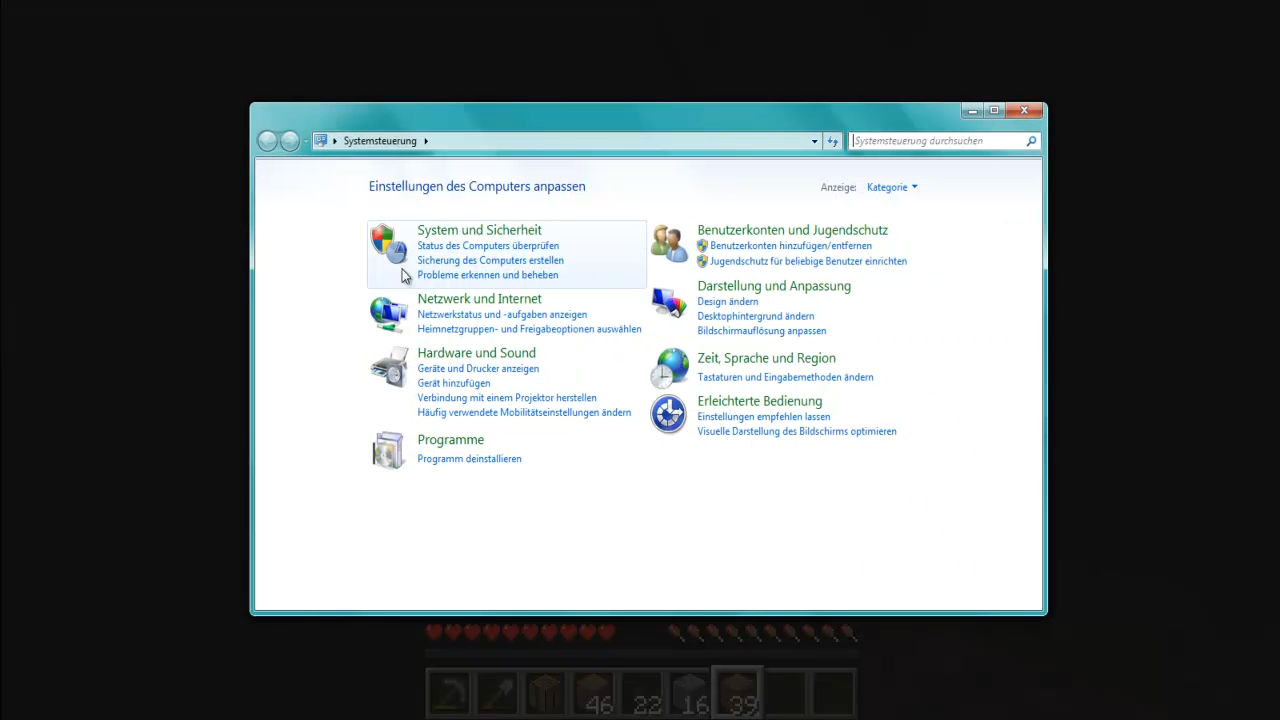 Systemsteuerung
Systemsteuerung durchsuchen
Einstellungen des Computers anpassen
Anzeige: Kategorie
System und Sicherheit
Status des Computers überprüfen
Sicherung des Computers erstellen
Probleme erkennen und beheben
Netzwerk und Internet
Netzwerkstatus und -aufgaben anzeigen
Heimnetzgruppen- und Freigabeoptionen auswählen
Hardware und Sound
Geräte und Drucker anzeigen
Gerät hinzufügen
Verbindung mit einem Projektor herstellen
Häufig verwendete Mobilitätseinstellungen ändern
Programme
Programm deinstallieren
Benutzerkonten und Jugendschutz
Benutzerkonten hinzufügen/entfernen
Jugendschutz für beliebige Benutzer einrichten
Darstellung und Anpassung
Design ändern
Desktophintergrund ändern
Bildschirmauflösung anpassen
Zeit, Sprache und Region
Tastaturen und Eingabemethoden ändern
Erleichterte Bedienung
Einstellungen empfehlen lassen
Visuelle Darstellung des Bildschirms optimieren
46 22 16 39